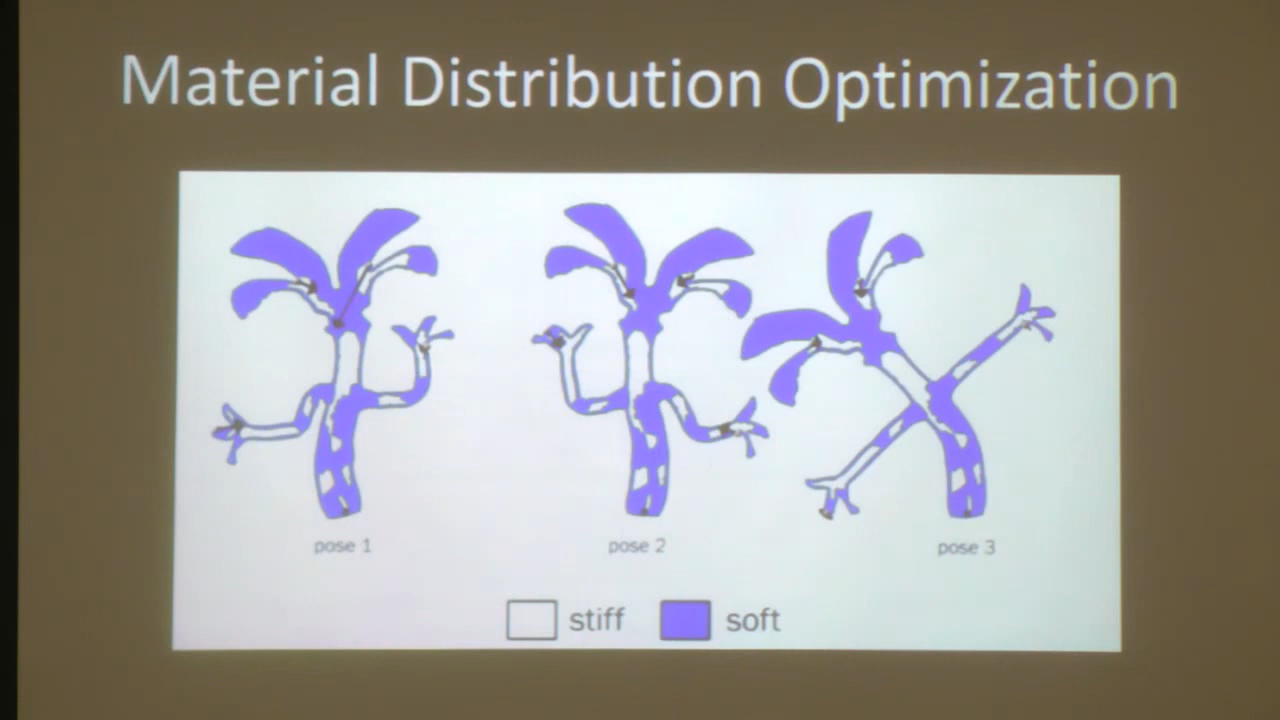 Material Distribution Optimization
pose 1
pose 2
pose 3
stiff
soft